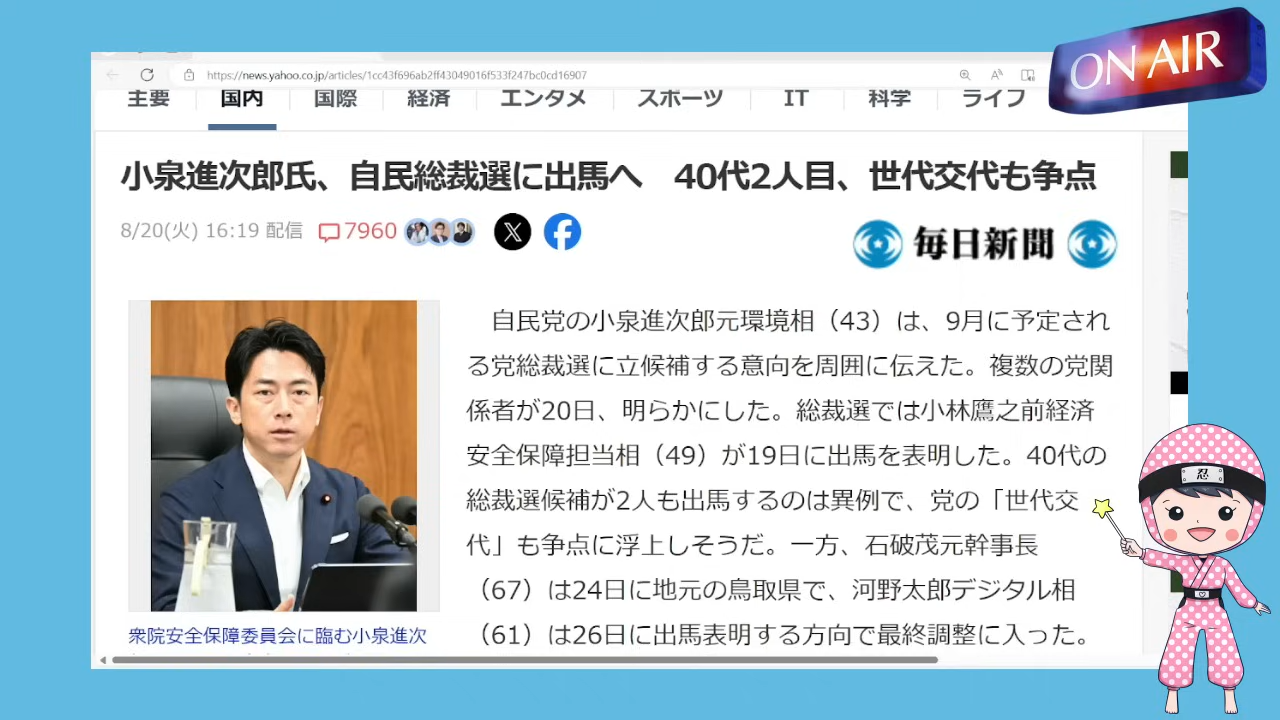 ON AIR
https://news.yahoo.co.jp/articles/1cc43f696ab2ff43049016f533f247bc0cd16907
主要 国内 国際 経済 エンタメ スポーツ IT 科学 ライフ
小泉進次郎氏、自民総裁選に出馬へ 40代2人目、世代交代も争点
8/20(火) 16:19 配信 7960
毎日新聞
自民党の小泉進次郎元環境相（43）は、9月に予定され
る党総裁選に立候補する意向を周囲に伝えた。複数の党関
係者が20日、明らかにした。総裁選では小林鷹之前経済
安全保障担当相（49）が19日に出馬を表明した。40代の
総裁選候補が2人も出馬するのは異例で、党の「世代交
代」も争点に浮上しそうだ。一方、石破茂元幹事長
（67）は24日に地元の鳥取県で、河野太郎デジタル相
（61）は26日に出馬表明する方向で最終調整に入った。
衆院安全保障委員会に臨む小泉進次
忍